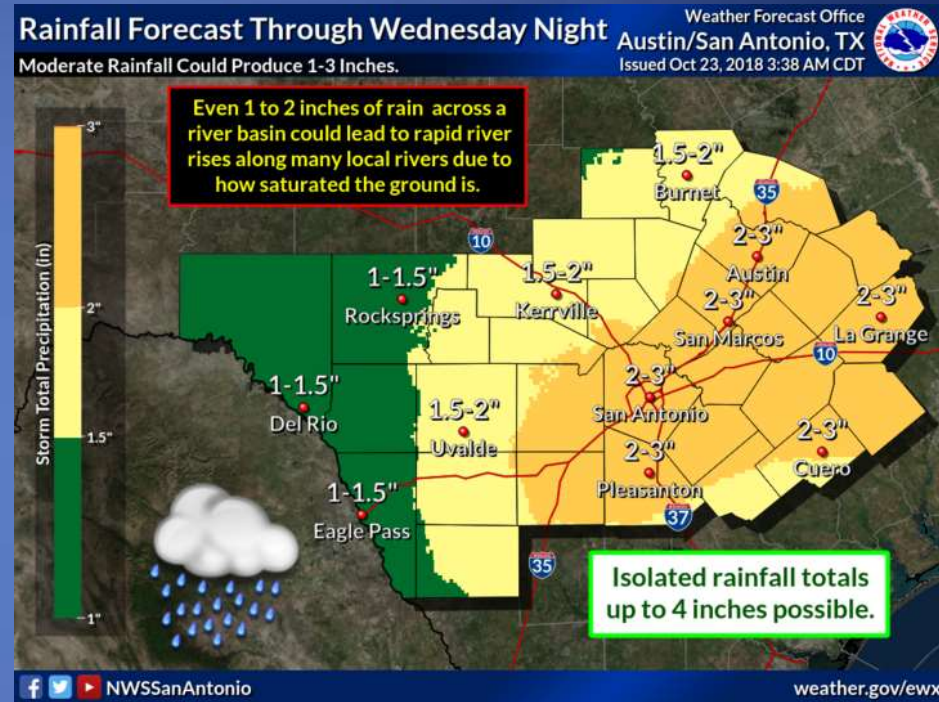 Rainfall Forecast Through Wednesday Night
Moderate Rainfall Could Produce 1-3 Inches.
Weather Forecast Office
Austin/San Antonio, TX
Issued Oct 23, 2018 3:38 AM CDT
NATIONAL WEATHER SERVICE
Even 1 to 2 inches of rain across a
river basin could lead to rapid river
rises along many local rivers due to
how saturated the ground is.
Storm Total Precipitation (in)
3"
2"
1.5"
1"
1.5-2"
Burnet
35
10
2-3"
Austin
1-1.5"
Rocksprings
1.5-2"
Kerrville
2-3"
San Marcos
2-3"
La Grange
10
1-1.5"
Del Rio
1.5-2"
Uvalde
2-3"
San Antonio
2-3"
Pleasanton
2-3"
Cuero
1-1.5"
Eagle Pass
37
35
Isolated rainfall totals
up to 4 inches possible.
NWSSanAntonio
weather.gov/ewx